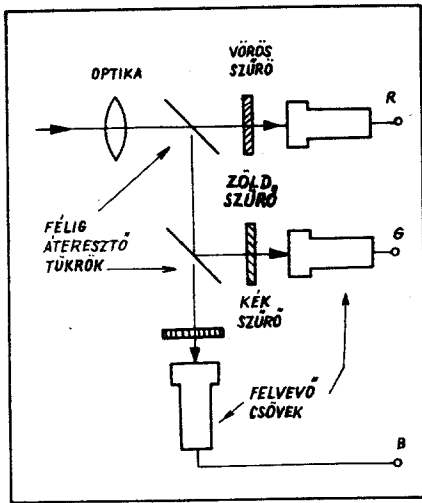 OPTIKA
VÖRÖS
SZŰRŐ
R
ZÖLD
SZŰRŐ
G
FÉLIG
ÁTERESZTŐ
TÜKRÖK
KÉK
SZŰRŐ
FELVEVŐ
CSÖVEK
B